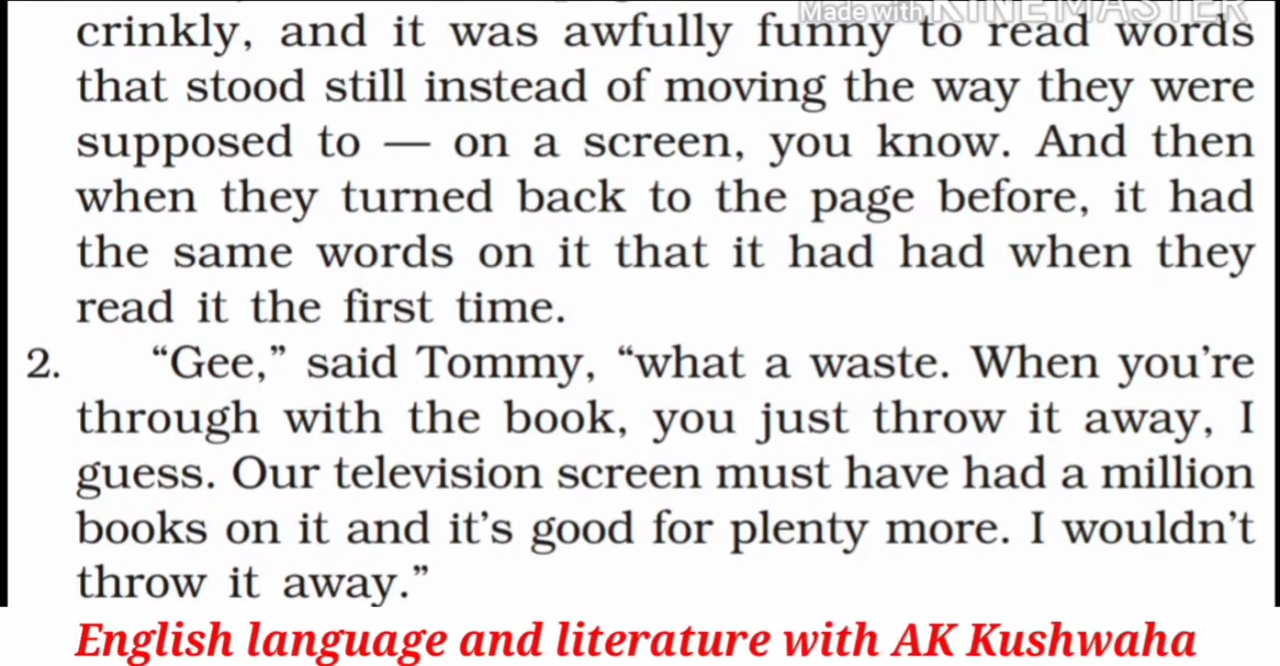 Made with KINEMASTER
crinkly, and it was awfully funny to read words
that stood still instead of moving the way they were
supposed to — on a screen, you know. And then
when they turned back to the page before, it had
the same words on it that it had had when they
read it the first time.
2. “Gee,” said Tommy, “what a waste. When you’re
through with the book, you just throw it away, I
guess. Our television screen must have had a million
books on it and it’s good for plenty more. I wouldn’t
throw it away.”
English language and literature with AK Kushwaha